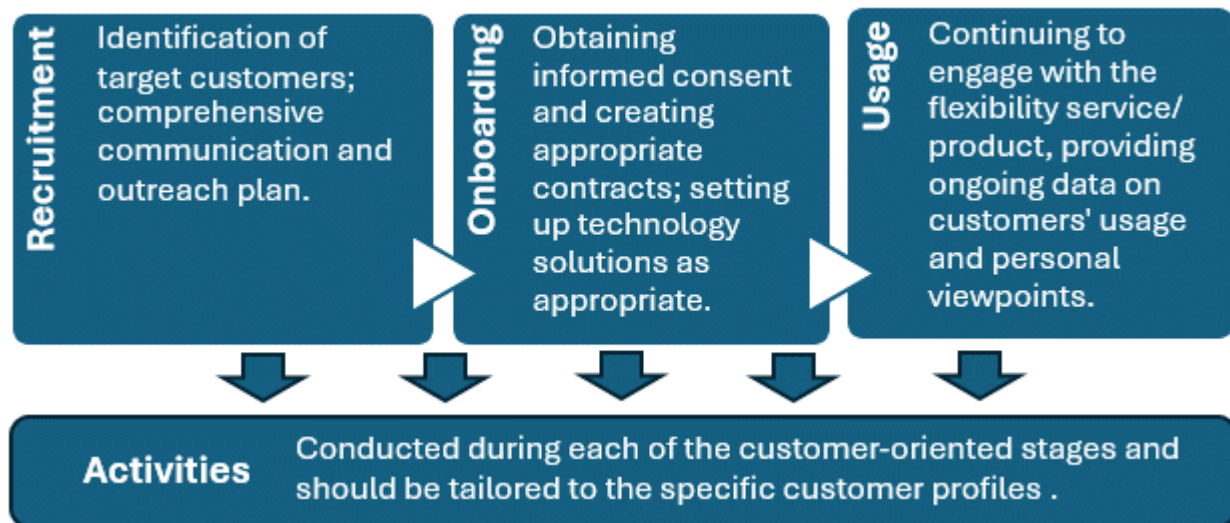 Recruitment
Identification of
target customers;
comprehensive
communication and
outreach plan.
Onboarding
Obtaining
informed consent
and creating
appropriate
contracts; setting
up technology
solutions as
appropriate.
Usage
Continuing to
engage with the
flexibility service/
product, providing
ongoing data on
customers' usage
and personal
viewpoints.
Activities
Conducted during each of the customer-oriented stages and
should be tailored to the specific customer profiles .